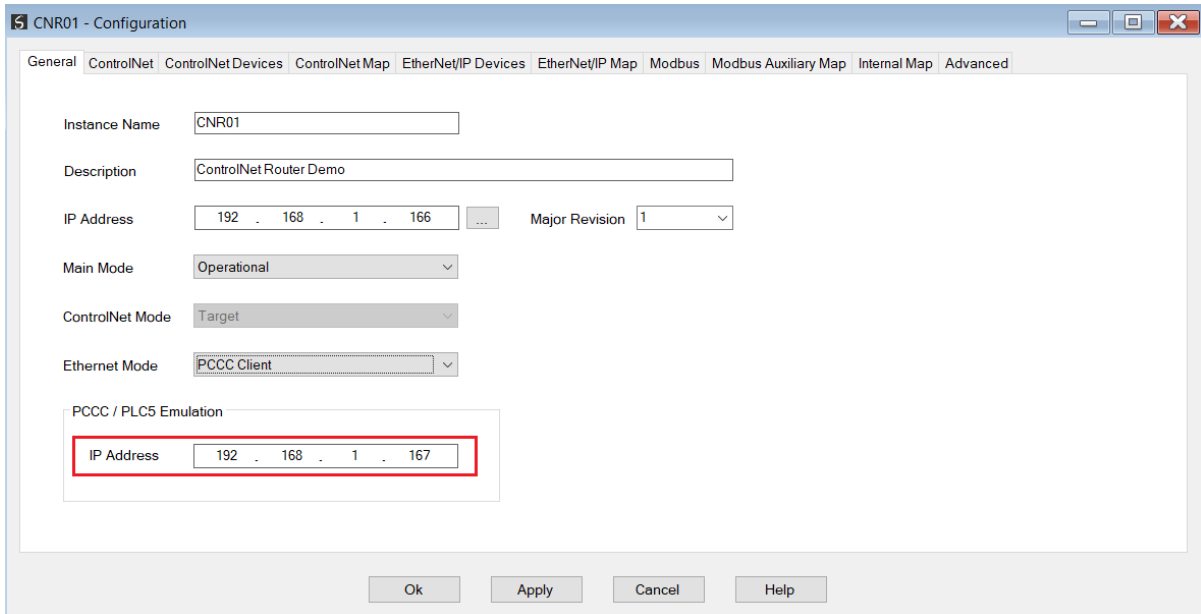 CNR01 - Configuration
General ControlNet ControlNet Devices ControlNet Map EtherNet/IP Devices EtherNet/IP Map Modbus Modbus Auxiliary Map Internal Map Advanced
Instance Name CNR01
Description ControlNet Router Demo
IP Address 192 . 168 . 1 . 166 ... Major Revision 1
Main Mode Operational
ControlNet Mode Target
Ethernet Mode PCCC Client
PCCC / PLC5 Emulation
IP Address 192 . 168 . 1 . 167
Ok Apply Cancel Help